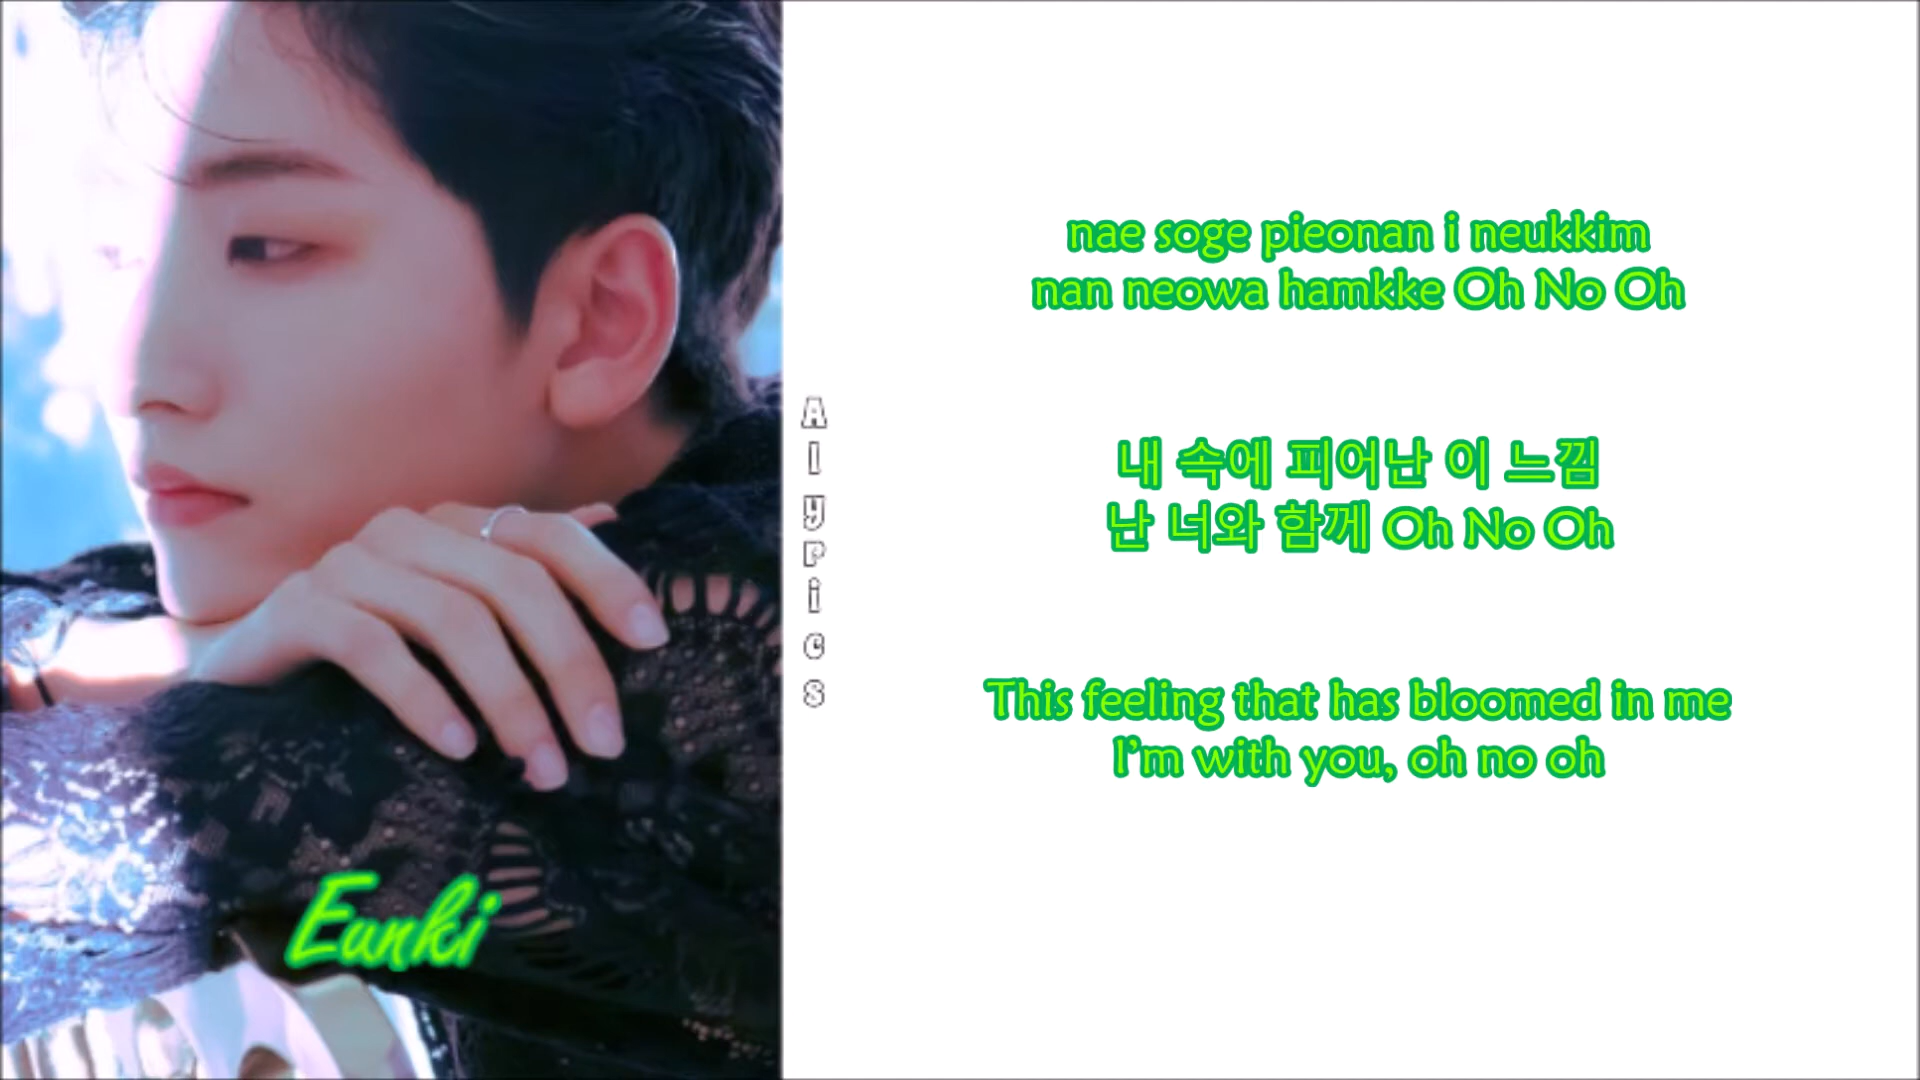 Eunki
AlyPics
nae soge pieonan i neukkim
nan neowa hamkke Oh No Oh
내 속에 피어난 이 느낌
난 너와 함께 Oh No Oh
This feeling that has bloomed in me
I'm with you, oh no oh